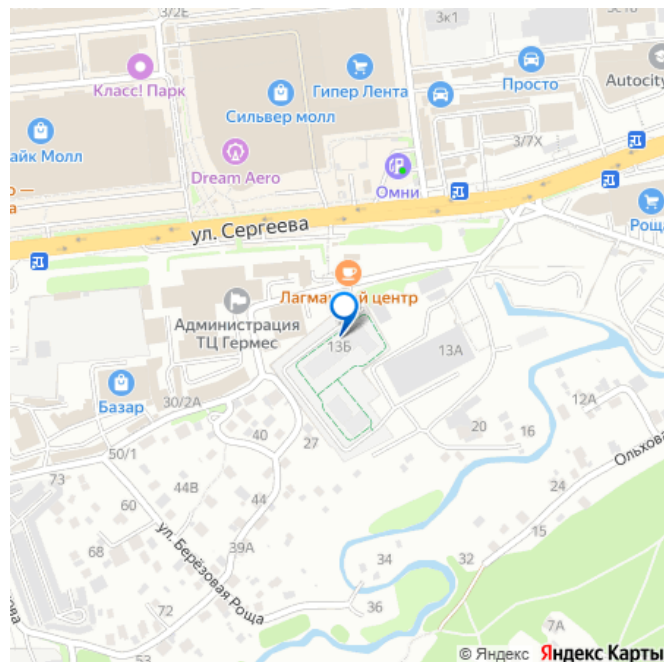 3/2Е
3к1
Класс! Парк
Гипер Лента
Просто
Autocity
Сильвер молл
айк Молл
3/7Х
Dream Aero
Омни
Роща
ул. Сергеева
Лагманный центр
Администрация
ТЦ Гермес
13Б
13А
Базар
30/2А
12А
50/1
40
27
20
16
Ольхова
73
44В
44
24
60
15
ул. Берёзовая Роща
39А
68
34
32
36
72
7А
53
© Яндекс Яндекс Карты